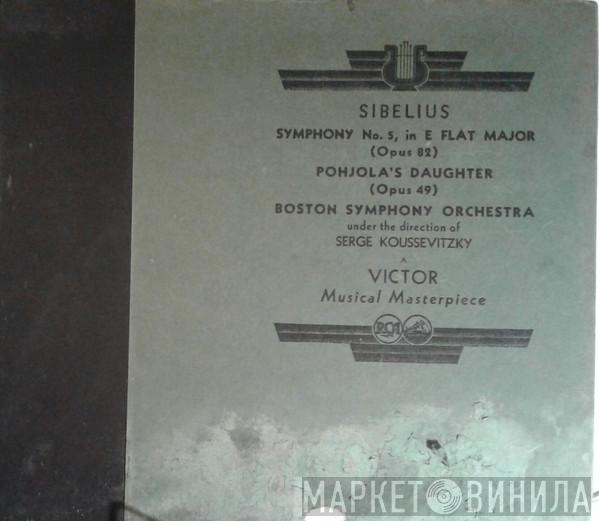 SIBELIUS
SYMPHONY No. 5, in E FLAT MAJOR
(Opus 82)
POHJOLA'S DAUGHTER
(Opus 49)
BOSTON SYMPHONY ORCHESTRA
under the direction of
SERGE KOUSSEVITZKY
A
VICTOR
Musical Masterpiece
RCA
МАРКЕТ ВИНИЛА